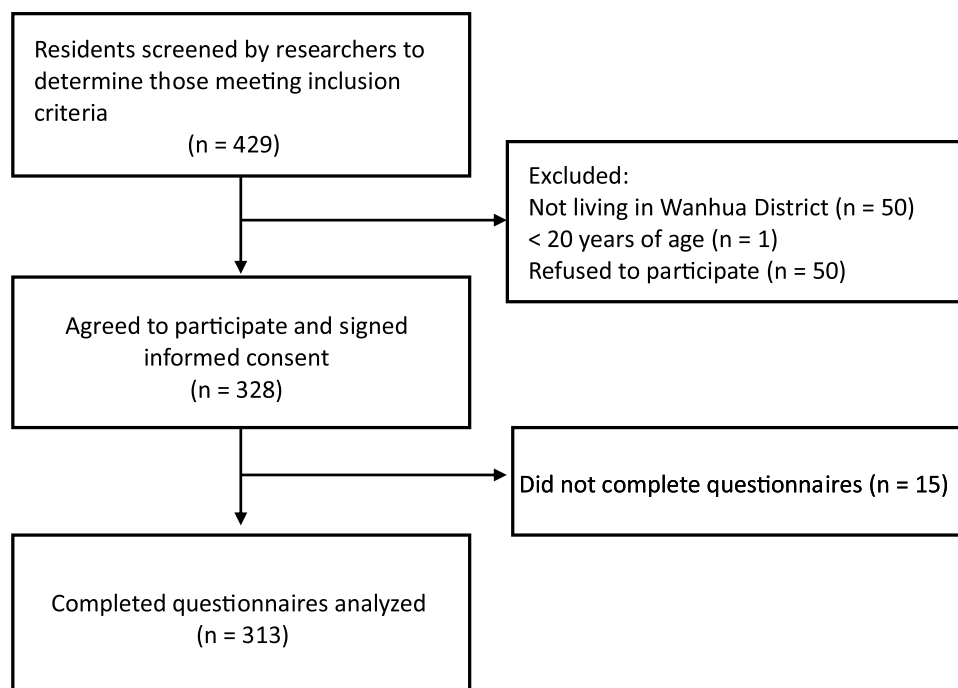 Residents screened by researchers to
determine those meeting inclusion
criteria
(n = 429)
Excluded:
Not living in Wanhua District (n = 50)
< 20 years of age (n = 1)
Refused to participate (n = 50)
Agreed to participate and signed
informed consent
(n = 328)
Did not complete questionnaires (n = 15)
Completed questionnaires analyzed
(n = 313)